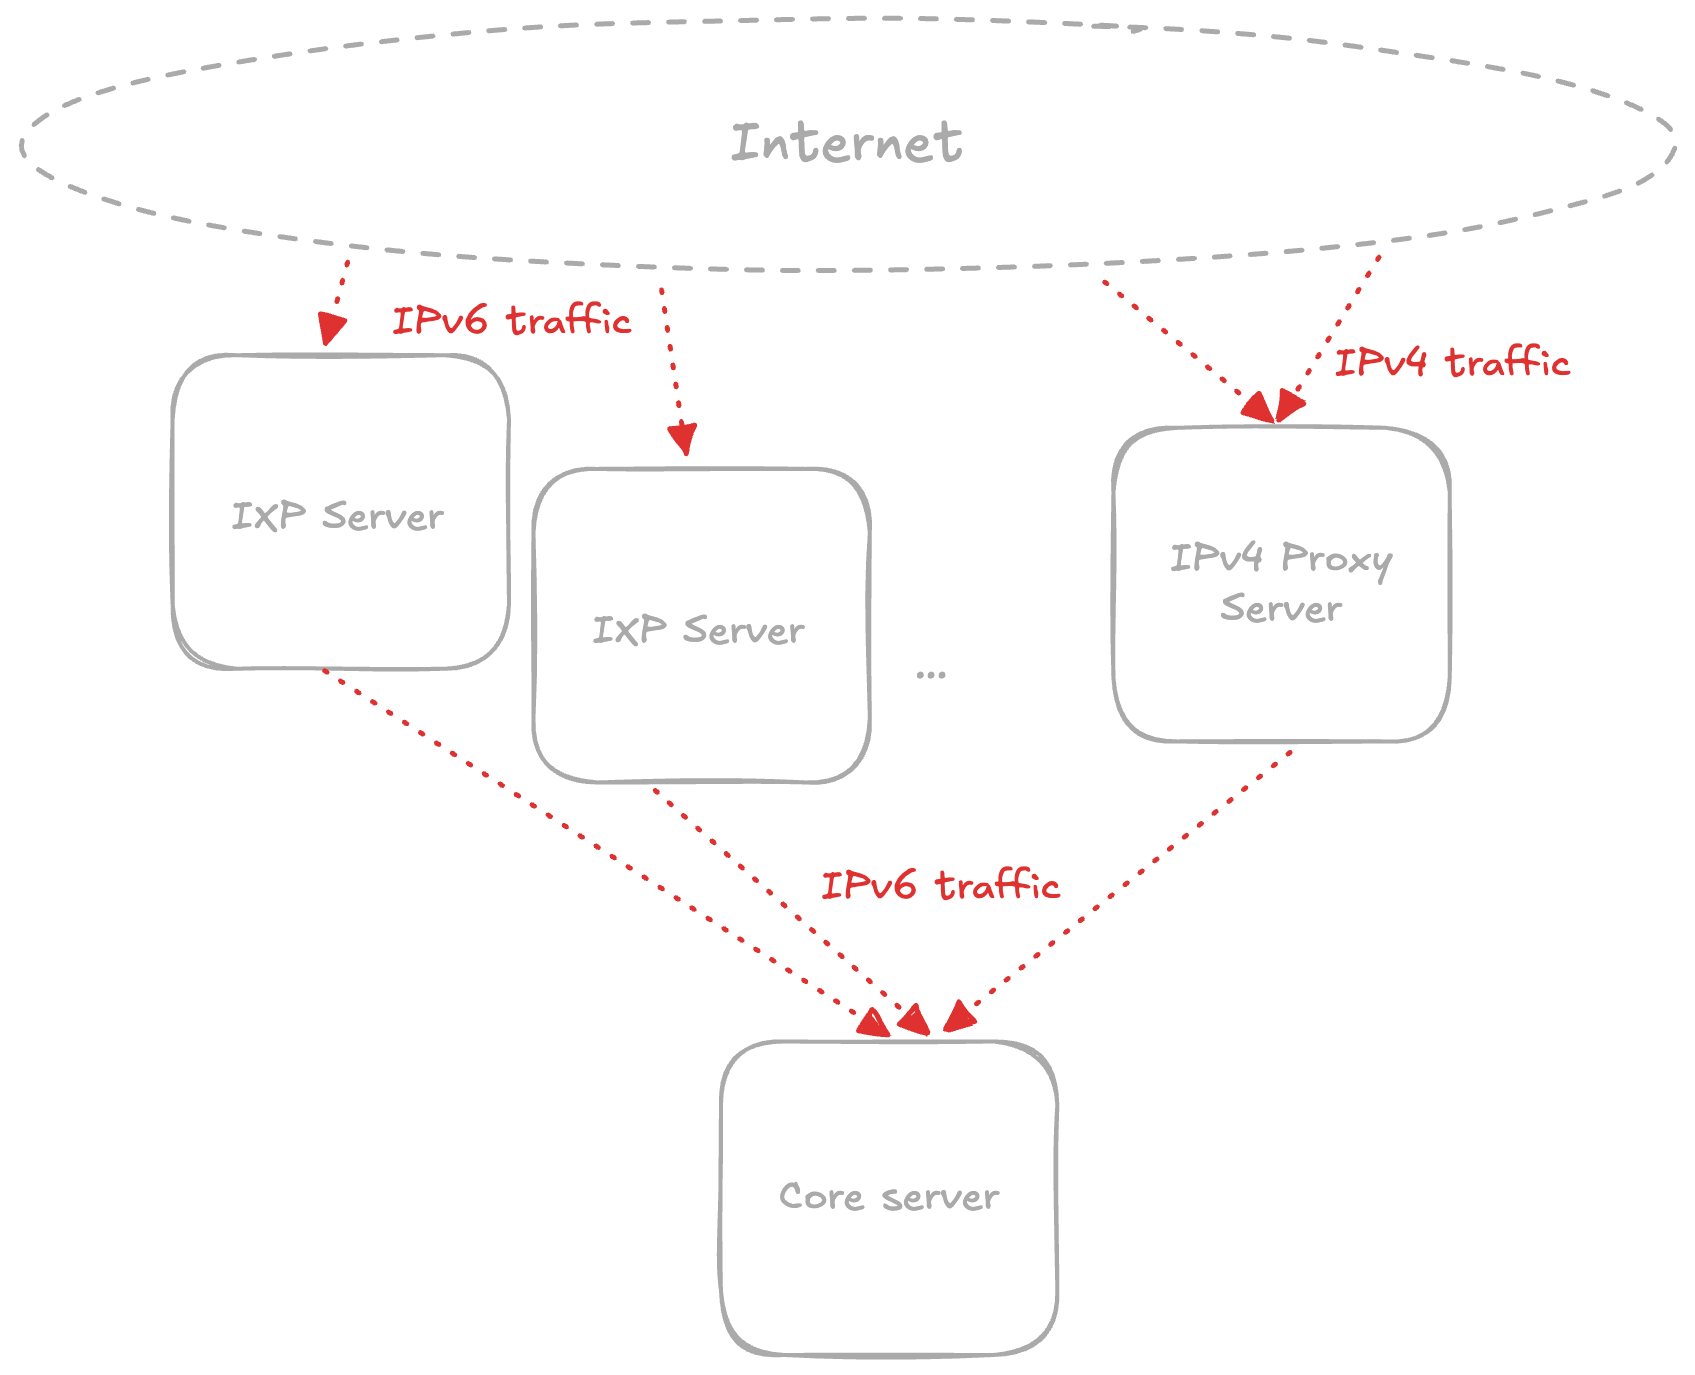 Internet
IPv6 traffic
IPv4 traffic
IXP Server
IXP Server
...
IPv4 Proxy
Server
IPv6 traffic
Core server